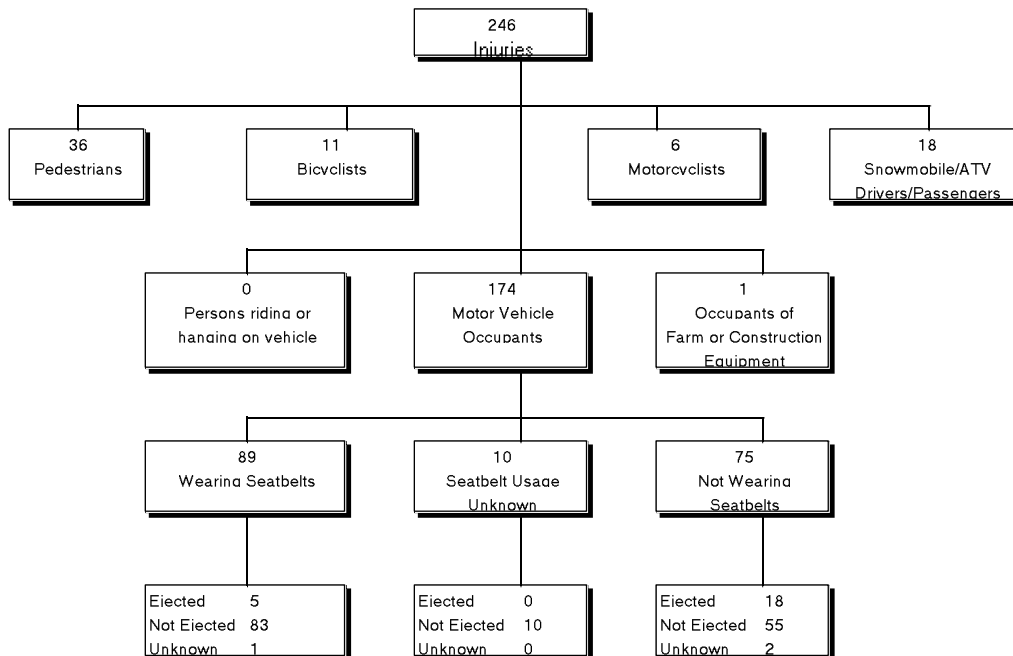 246
Injuries
36
Pedestrians
11
Bicyclists
6
Motorcyclists
18
Snowmobile/ATV
Drivers/Passengers
0
Persons riding or
hanging on vehicle
174
Motor Vehicle
Occupants
1
Occupants of
Farm or Construction
Equipment
89
Wearing Seatbelts
10
Seatbelt Usage
Unknown
75
Not Wearing
Seatbelts
Ejected 5
Not Ejected 83
Unknown 1
Ejected 0
Not Ejected 10
Unknown 0
Ejected 18
Not Ejected 55
Unknown 2